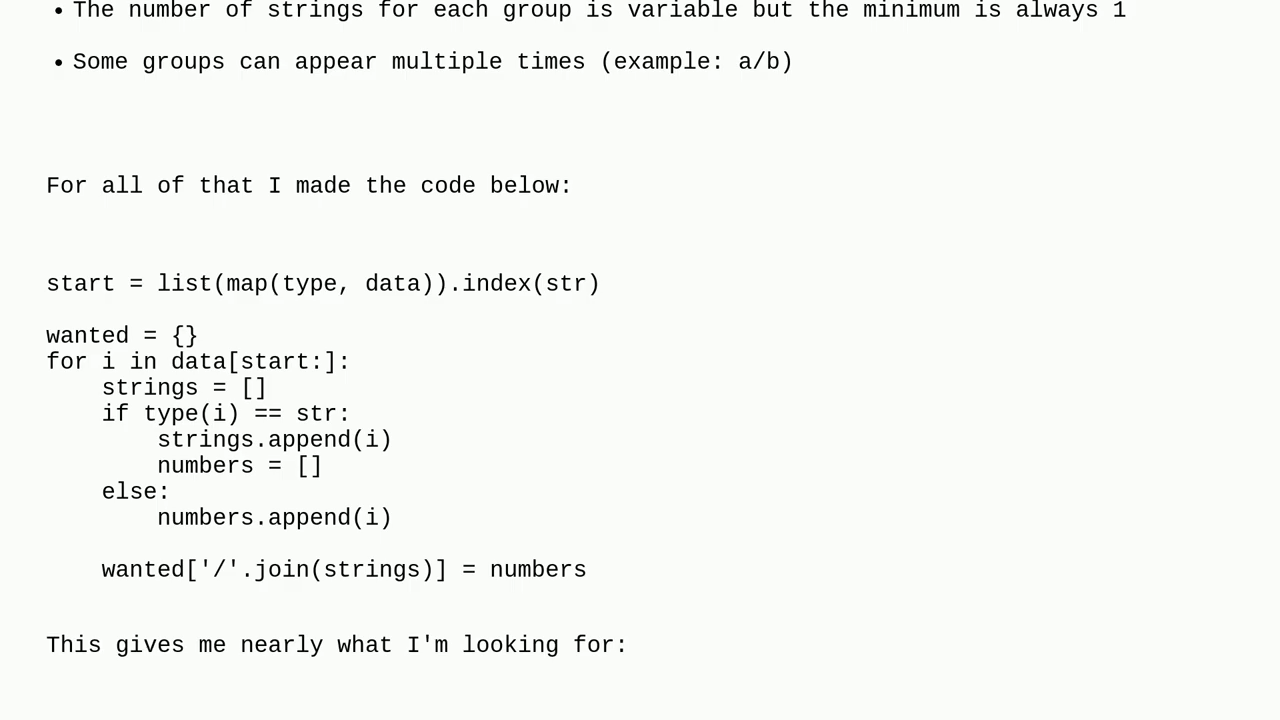 • The number of strings for each group is variable but the minimum is always 1
• Some groups can appear multiple times (example: a/b)
For all of that I made the code below:
start = list(map(type, data)).index(str)
wanted = {}
for i in data[start:]:
    strings = []
    if type(i) == str:
        strings.append(i)
        numbers = []
    else:
        numbers.append(i)
    wanted['/'.join(strings)] = numbers
This gives me nearly what I'm looking for: